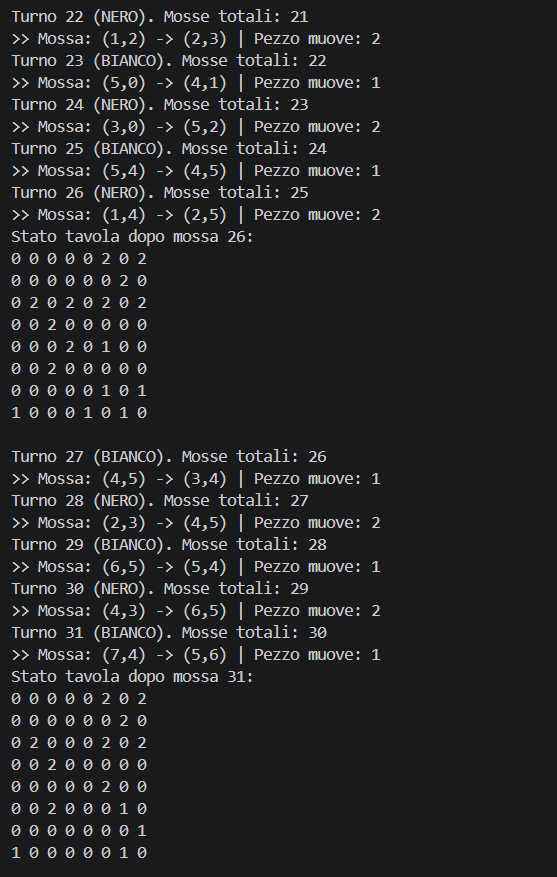 Turno 22 (NERO). Mosse totali: 21
>> Mossa: (1,2) -> (2,3) | Pezzo muove: 2
Turno 23 (BIANCO). Mosse totali: 22
>> Mossa: (5,0) -> (4,1) | Pezzo muove: 1
Turno 24 (NERO). Mosse totali: 23
>> Mossa: (3,0) -> (5,2) | Pezzo muove: 2
Turno 25 (BIANCO). Mosse totali: 24
>> Mossa: (5,4) -> (4,5) | Pezzo muove: 1
Turno 26 (NERO). Mosse totali: 25
>> Mossa: (1,4) -> (2,5) | Pezzo muove: 2
Stato tavola dopo mossa 26:
0 0 0 0 0 2 0 2
0 0 0 0 0 0 2 0
0 2 0 2 0 2 0 2
0 0 2 0 0 0 0 0
0 0 0 2 0 1 0 0
0 0 2 0 0 0 0 0
0 0 0 0 0 1 0 1
1 0 0 0 1 0 1 0
Turno 27 (BIANCO). Mosse totali: 26
>> Mossa: (4,5) -> (3,4) | Pezzo muove: 1
Turno 28 (NERO). Mosse totali: 27
>> Mossa: (2,3) -> (4,5) | Pezzo muove: 2
Turno 29 (BIANCO). Mosse totali: 28
>> Mossa: (6,5) -> (5,4) | Pezzo muove: 1
Turno 30 (NERO). Mosse totali: 29
>> Mossa: (4,3) -> (6,5) | Pezzo muove: 2
Turno 31 (BIANCO). Mosse totali: 30
>> Mossa: (7,4) -> (5,6) | Pezzo muove: 1
Stato tavola dopo mossa 31:
0 0 0 0 0 2 0 2
0 0 0 0 0 0 2 0
0 2 0 0 0 2 0 2
0 0 2 0 0 0 0 0
0 0 0 0 0 2 0 0
0 0 2 0 0 0 1 0
0 0 0 0 0 0 0 1
1 0 0 0 0 0 1 0